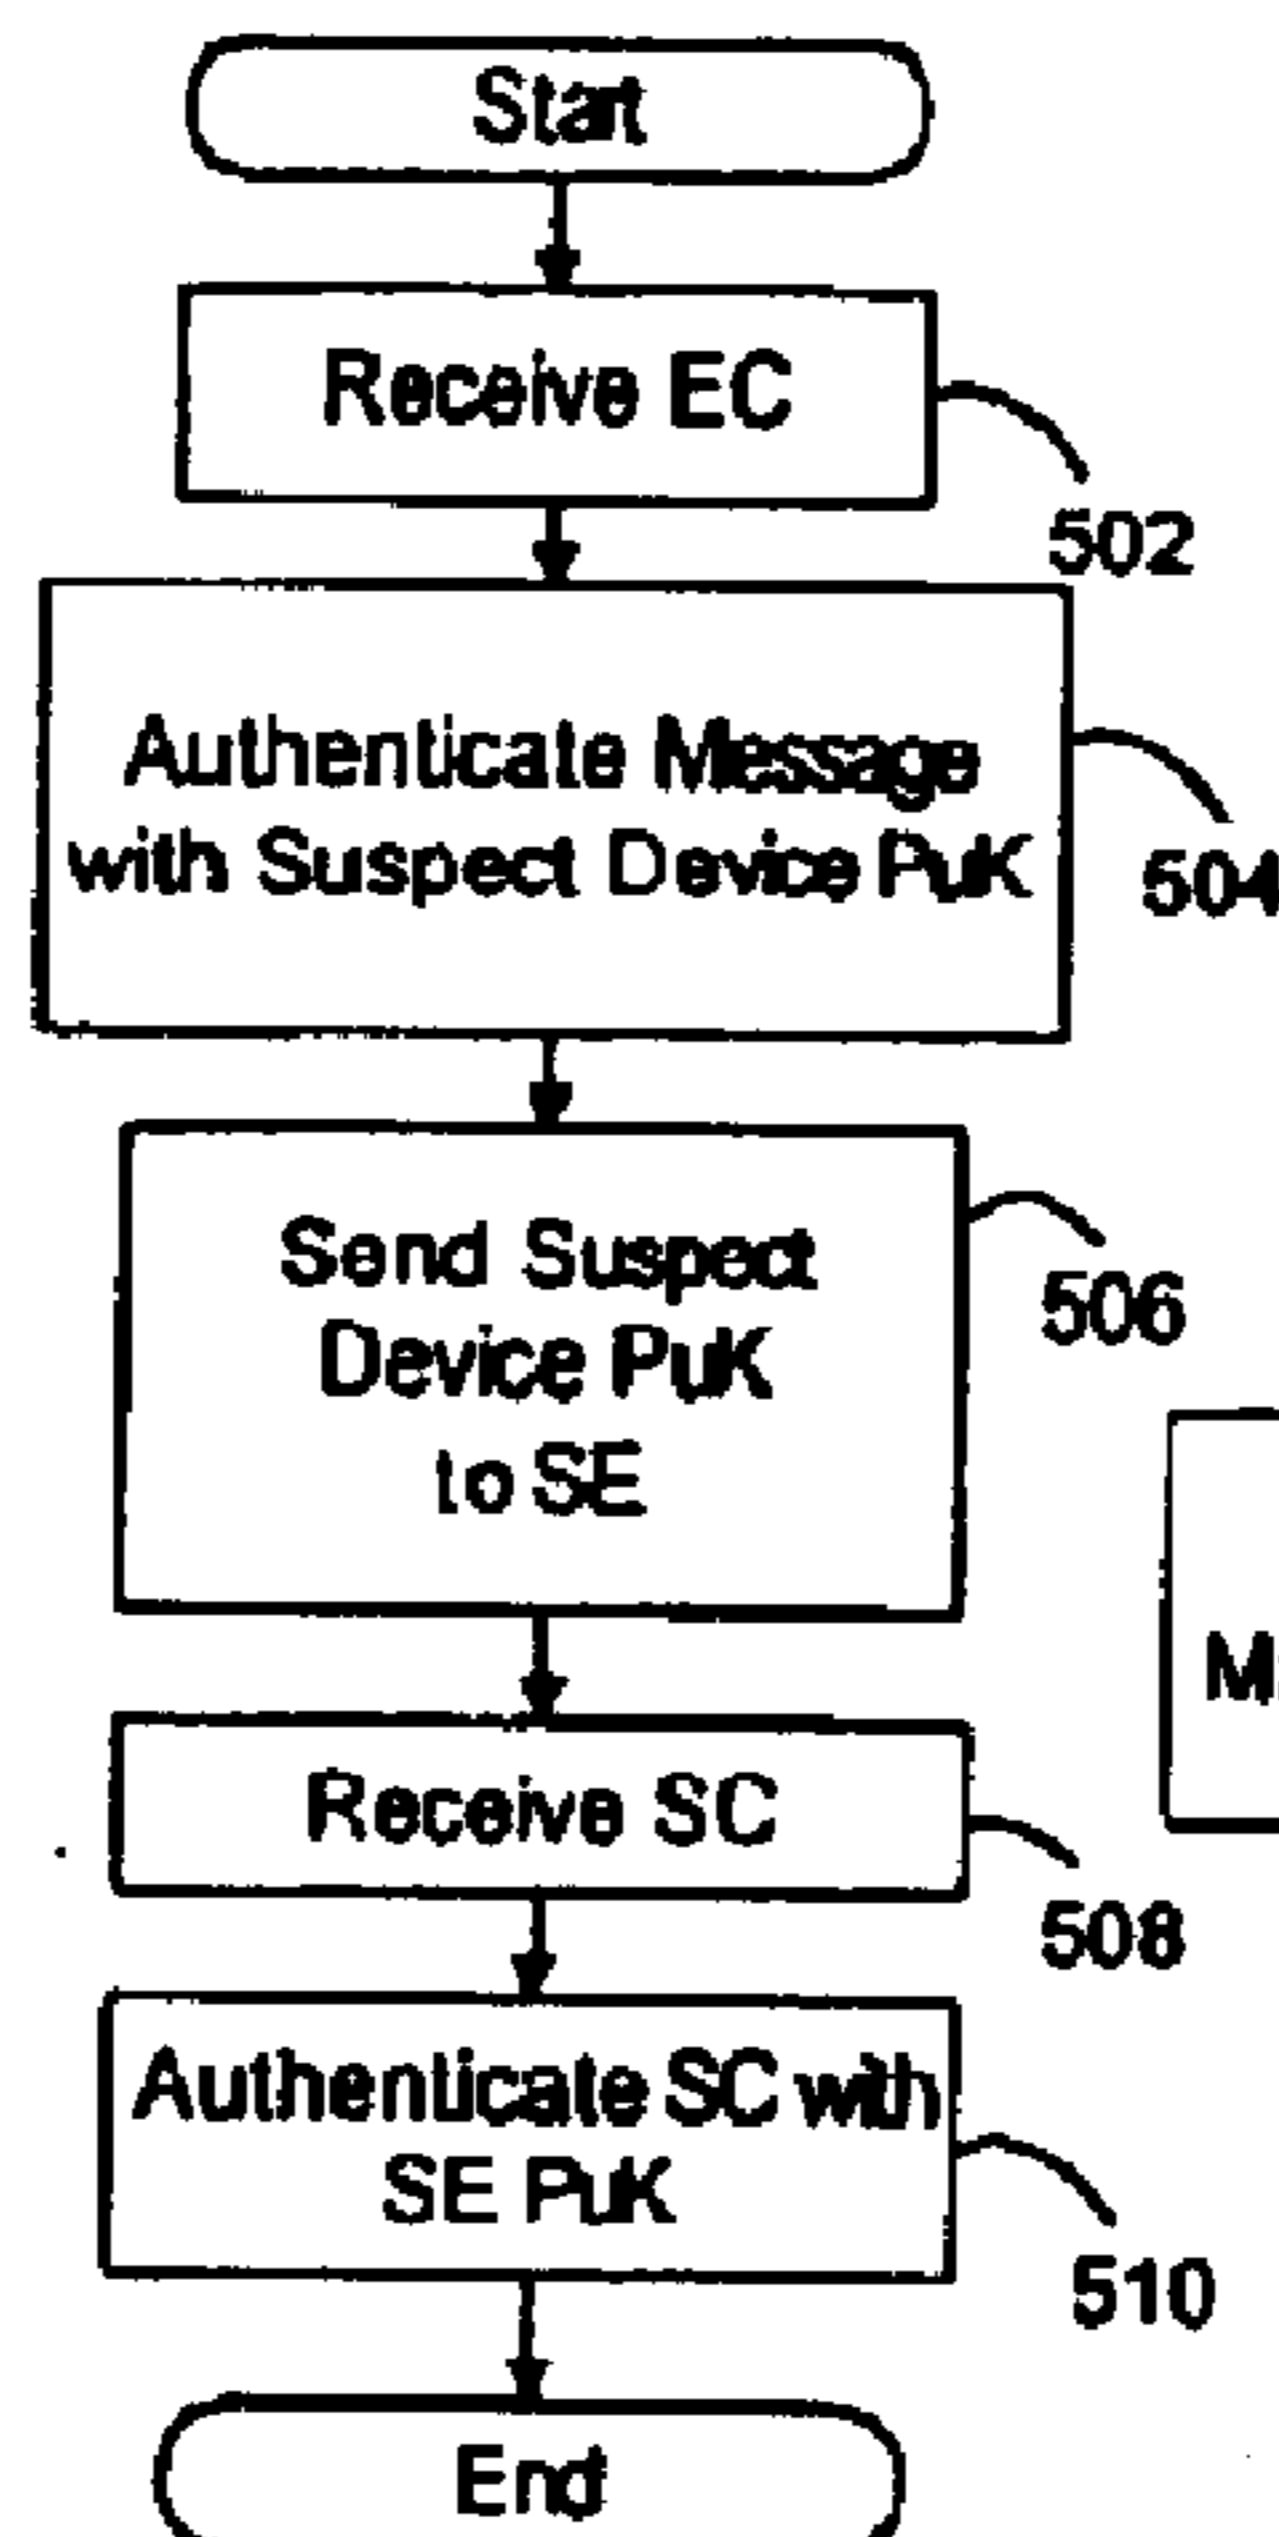 Start
Receive EC
502
Authenticate Message
with Suspect Device PuK
504
Send Suspect
Device PuK
to SE
506
Receive SC
508
Authenticate SC with
SE PuK
510
End